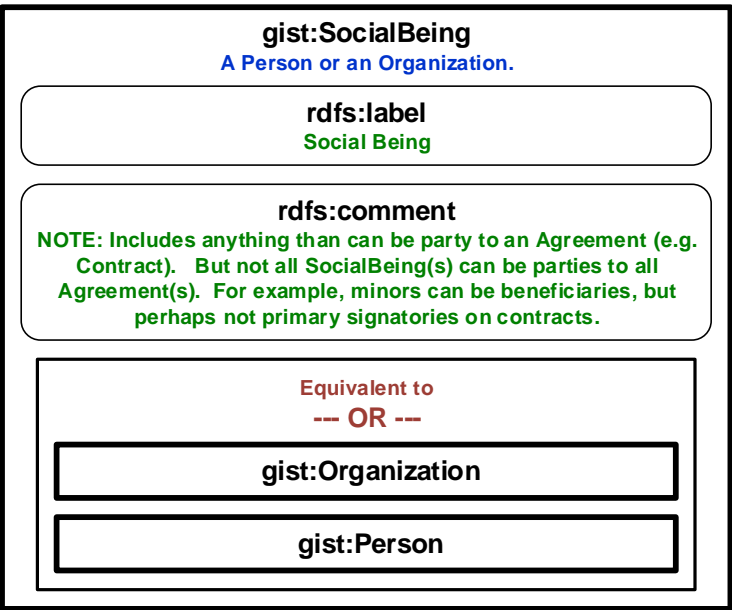 gist:SocialBeing
A Person or an Organization.
rdfs:label
Social Being
rdfs:comment
NOTE: Includes anything than can be party to an Agreement (e.g.
Contract).   But not all SocialBeing(s) can be parties to all
Agreement(s).  For example, minors can be beneficiaries, but
perhaps not primary signatories on contracts.
Equivalent to
--- OR ---
gist:Organization
gist:Person